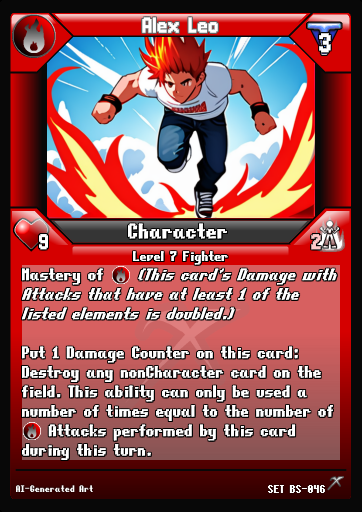 Alex Leo
3
9
Character
2
Level 7 Fighter
Mastery of (This card's Damage with
Attacks that have at least 1 of the
listed elements is doubled.)
Put 1 Damage Counter on this card:
Destroy any nonCharacter card on the
field. This ability can only be used a
number of times equal to the number of
Attacks performed by this card
during this turn.
AI-Generated Art
SET BS-046